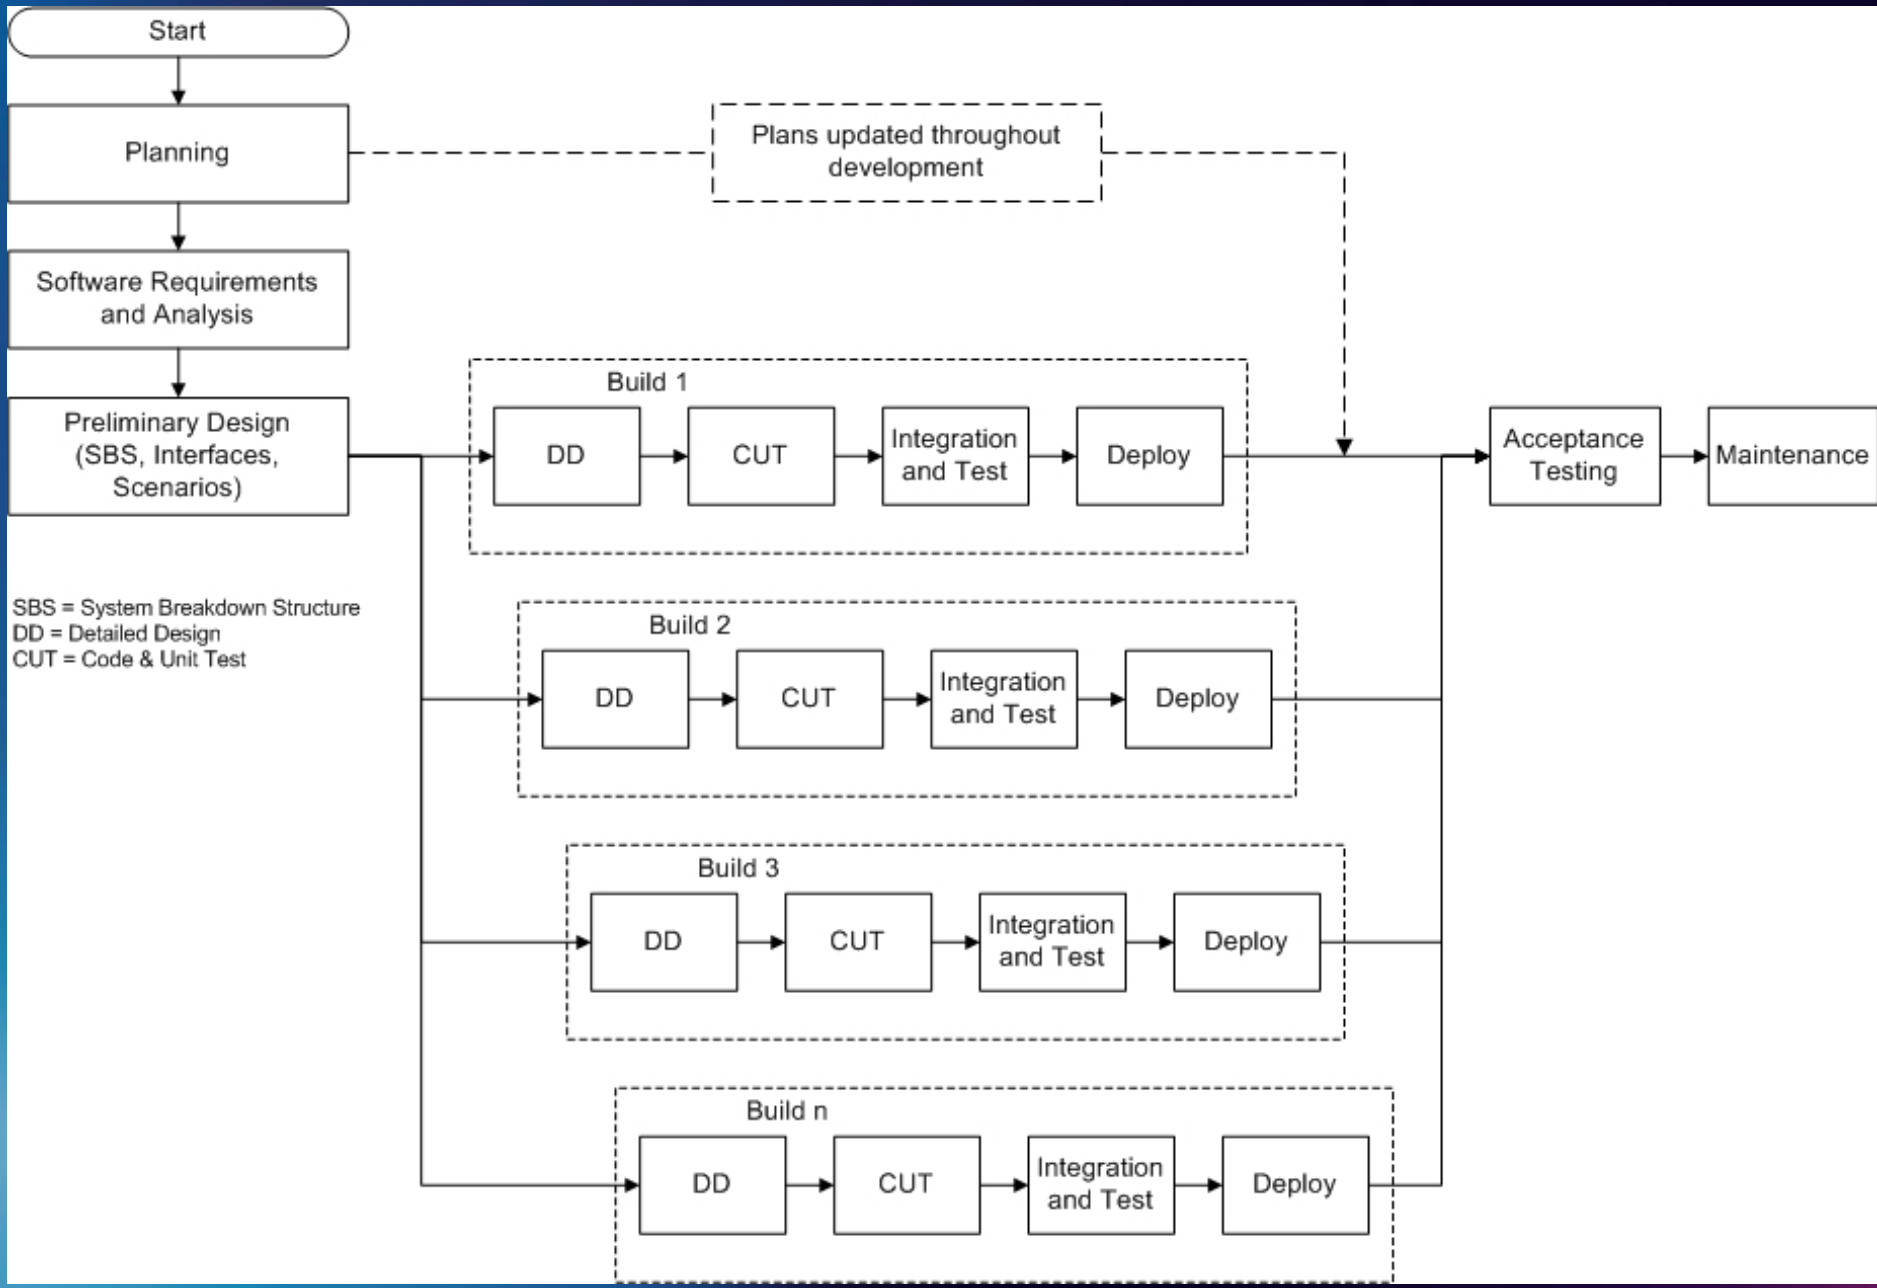 Start
Planning
Plans updated throughout
development
Software Requirements
and Analysis
Preliminary Design
(SBS, Interfaces,
Scenarios)
SBS = System Breakdown Structure
DD = Detailed Design
CUT = Code & Unit Test
Build 1
DD
CUT
Integration
and Test
Deploy
Build 2
DD
CUT
Integration
and Test
Deploy
Build 3
DD
CUT
Integration
and Test
Deploy
Build n
DD
CUT
Integration
and Test
Deploy
Acceptance
Testing
Maintenance